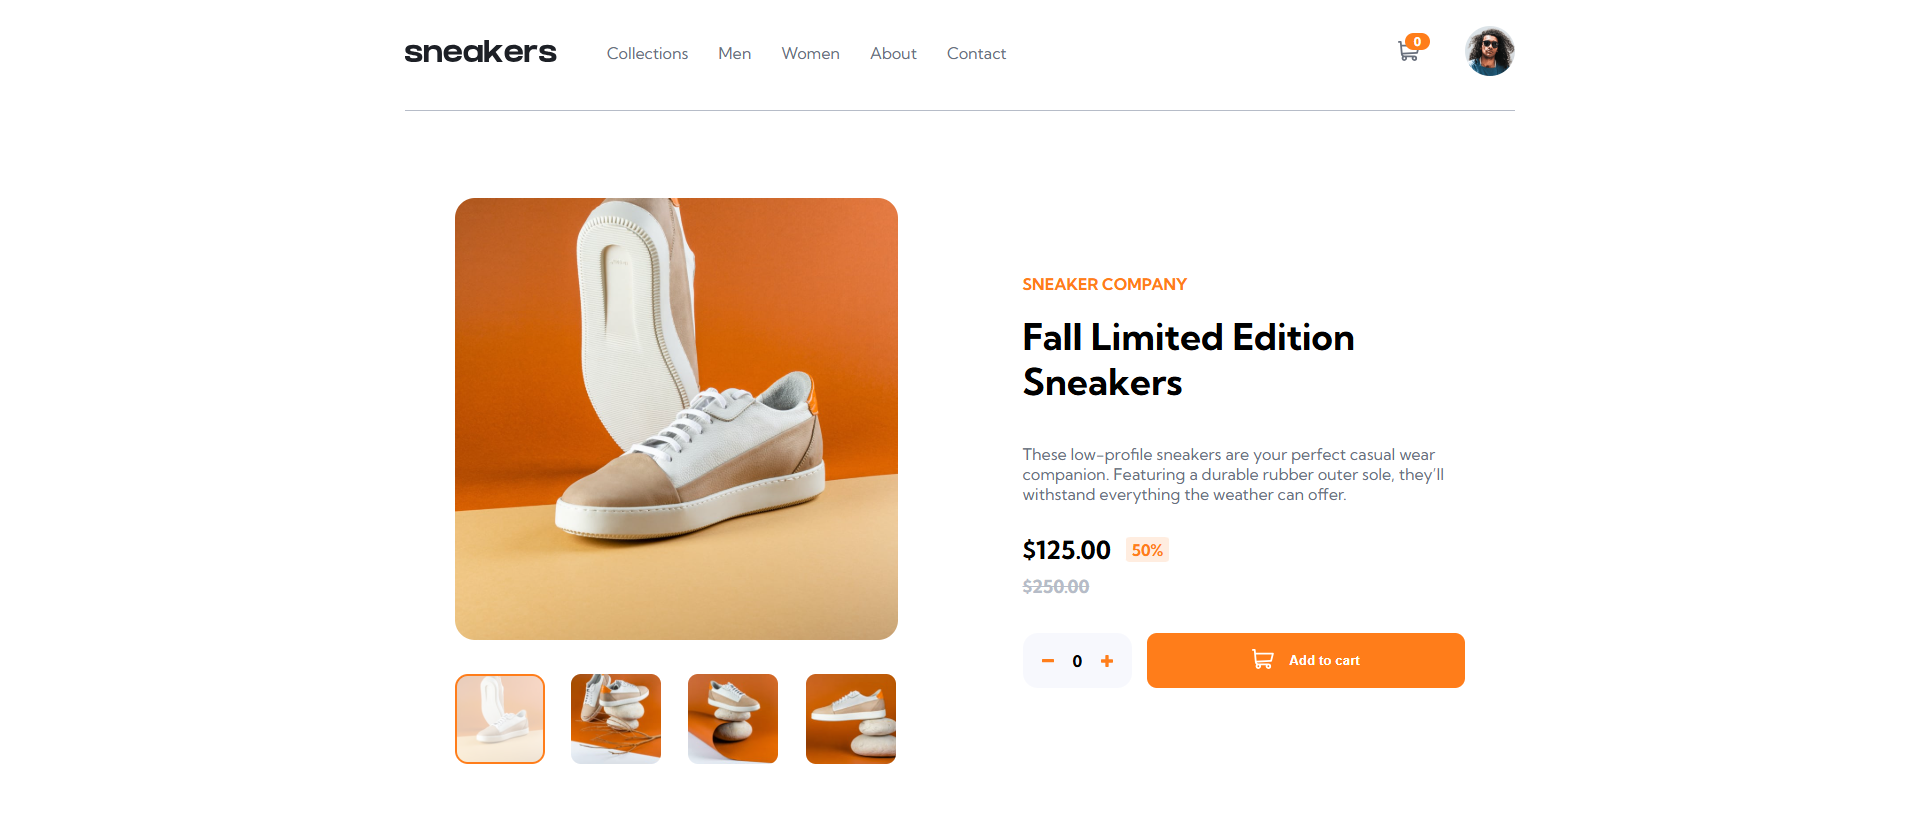 sneakers
Collections Men Women About Contact
0
SNEAKER COMPANY
Fall Limited Edition
Sneakers
These low-profile sneakers are your perfect casual wear
companion. Featuring a durable rubber outer sole, they’ll
withstand everything the weather can offer.
$125.00 50%
$250.00
0
Add to cart